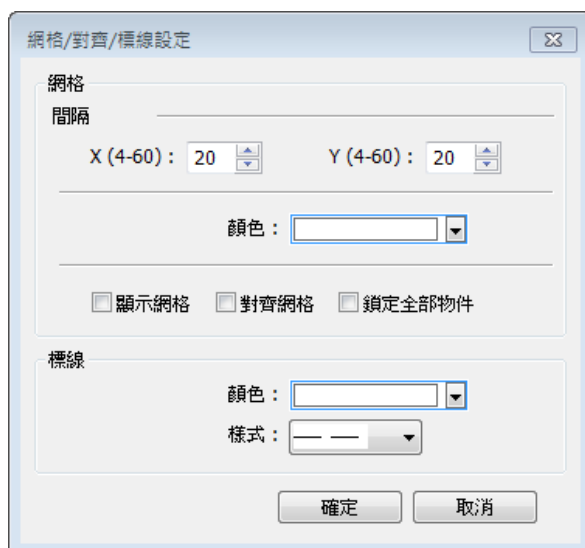 網格/對齊/標線設定
網格
間隔
X (4-60)： 20 Y (4-60)： 20
顏色：
顯示網格 對齊網格 鎖定全部物件
標線
顏色：
樣式：
確定 取消